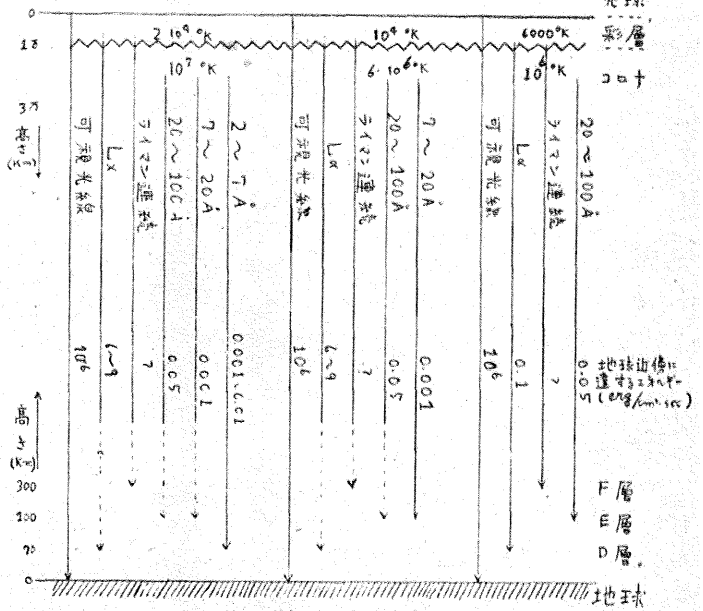 光球
0
彩層
1万
2 10⁴ °K
10⁴ °K
6000°K
10⁷ °K
6·10⁶ °K
10⁶ °K
コロナ
3万
高さ
(Km)
可視光線
Lα
ライマン連続
20～100Å
7～20Å
2～7Å
可視光線
Lα
ライマン連続
20～100Å
7～20Å
可視光線
Lα
ライマン連続
20～100Å
10⁶
6～9
?
0.05
0.001
0.001～0.01
10⁶
6～9
?
0.05
0.001
10⁶
0.1
?
0.05
地球近傍に
達するエネルギー
(erg/cm²·sec)
高さ
(Km)
300
F層
100
E層
70
D層
0
地球